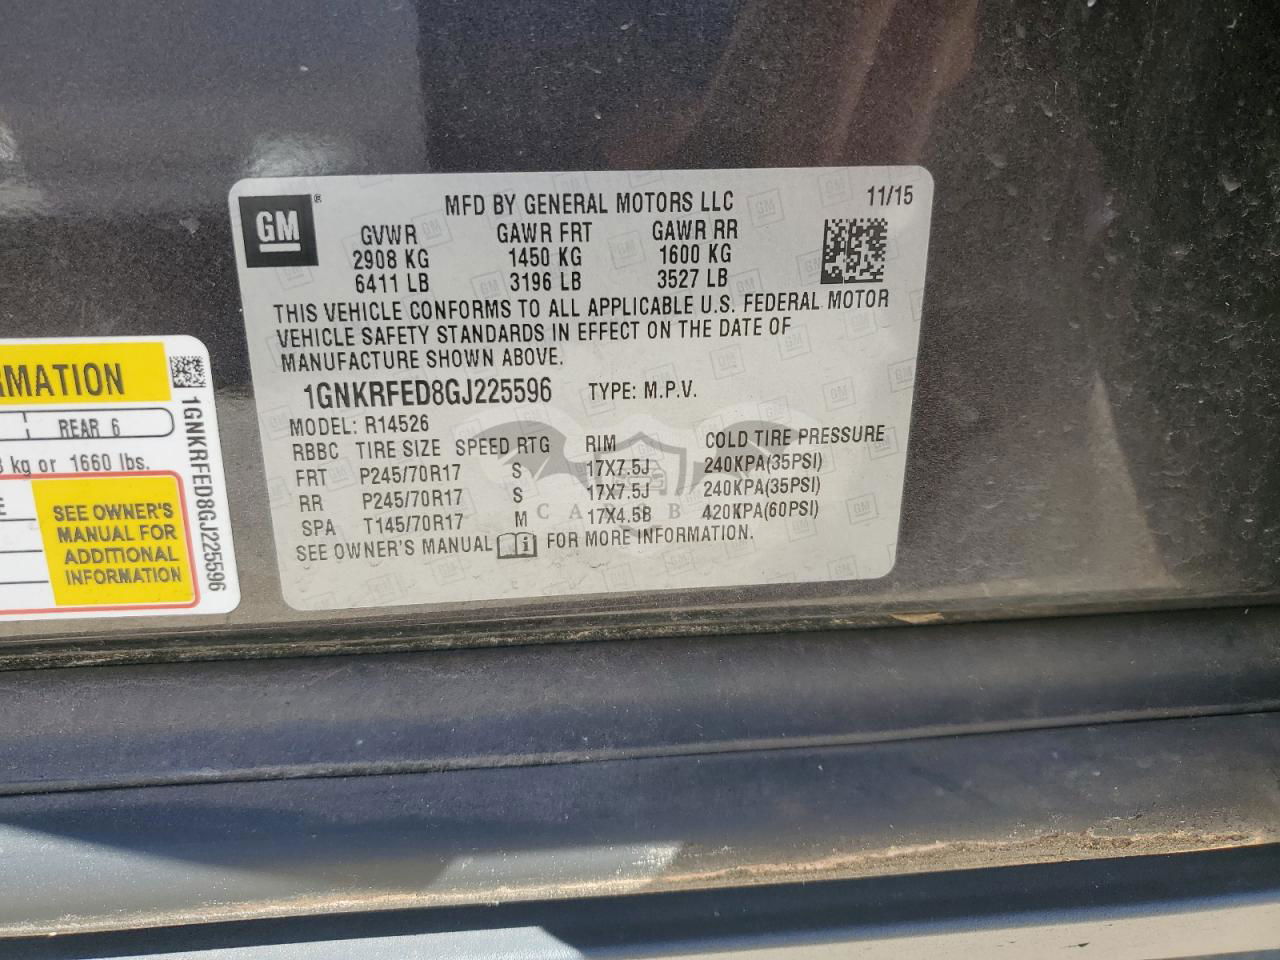 GM ®
MFD BY GENERAL MOTORS LLC 11/15
GVWR GAWR FRT GAWR RR
2908 KG 1450 KG 1600 KG
6411 LB 3196 LB 3527 LB
THIS VEHICLE CONFORMS TO ALL APPLICABLE U.S. FEDERAL MOTOR
VEHICLE SAFETY STANDARDS IN EFFECT ON THE DATE OF
MANUFACTURE SHOWN ABOVE.
1GNKRFED8GJ225596 TYPE: M.P.V.
MODEL: R14526
RBBC TIRE SIZE SPEED RTG RIM COLD TIRE PRESSURE
FRT P245/70R17 S 17X7.5J 240KPA(35PSI)
RR P245/70R17 S 17X7.5J 240KPA(35PSI)
SPA T145/70R17 M 17X4.5B 420KPA(60PSI)
SEE OWNER'S MANUAL i FOR MORE INFORMATION.
RMATION
REAR 6
kg or 1660 lbs.
SEE OWNER'S
MANUAL FOR
ADDITIONAL
INFORMATION
1GNKRFED8GJ225596